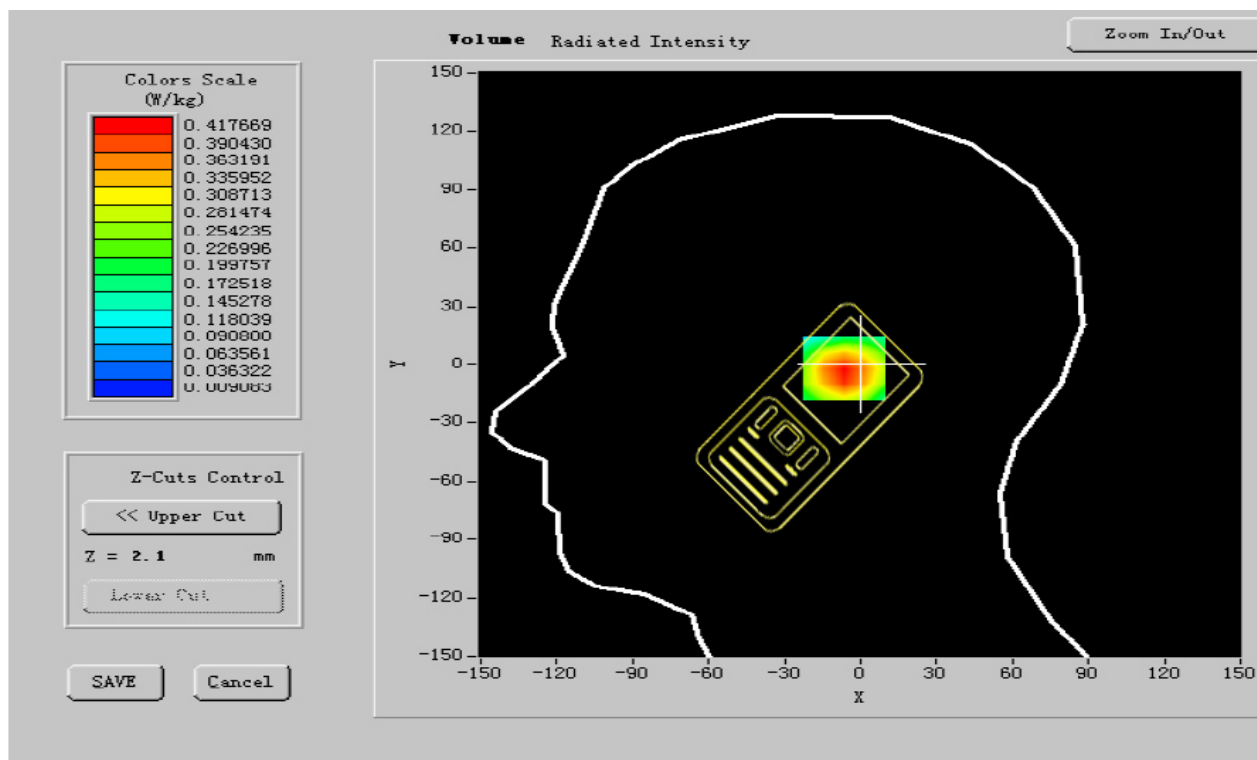 Volume Radiated Intensity
Zoom In/Out
Colors Scale
(W/kg)
0.417669
0.390430
0.363191
0.335952
0.308713
0.281474
0.254235
0.226996
0.199757
0.172518
0.145278
0.118039
0.090800
0.063561
0.036322
0.009083
Z-Cuts Control
<< Upper Cut
Z = 2.1 mm
Lower Cut
SAVE
Cancel
150
120
90
60
30
0
-30
-60
-90
-120
-150
Y
-150 -120 -90 -60 -30 0 30 60 90 120 150
X